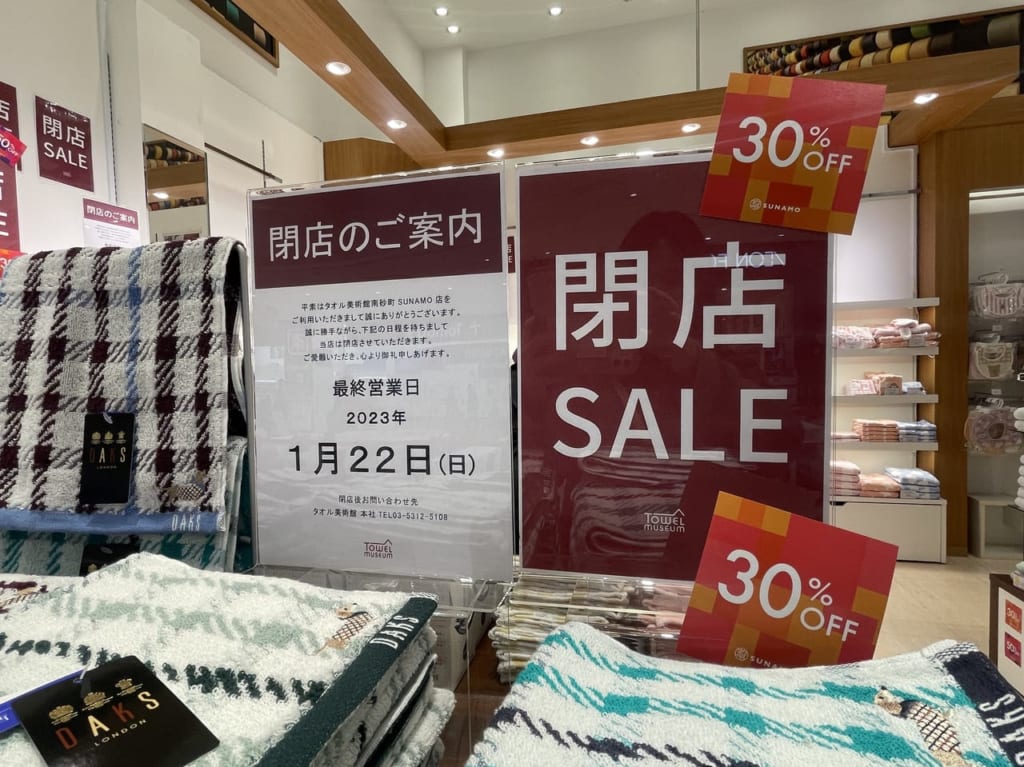 閉店
SALE
閉店のご案内
閉店のご案内
平素はタオル美術館南砂町 SUNAMO 店を
ご利用いただきまして誠にありがとうございます。
誠に勝手ながら、下記の日程を持ちまして
当店は閉店させていただきます。
ご愛顧いただき、心より御礼申しあげます。
最終営業日
2023年
1月22日(日)
閉店後お問い合わせ先
タオル美術館 本社 TEL03-5312-5108
TOWEL
MUSEUM
閉店
SALE
TOWEL
MUSEUM
30%
OFF
SUNAMO
30%
OFF
SUNAMO
DAKS
LONDON
DAKS
DAKS
DAKS
LONDON
DAKS